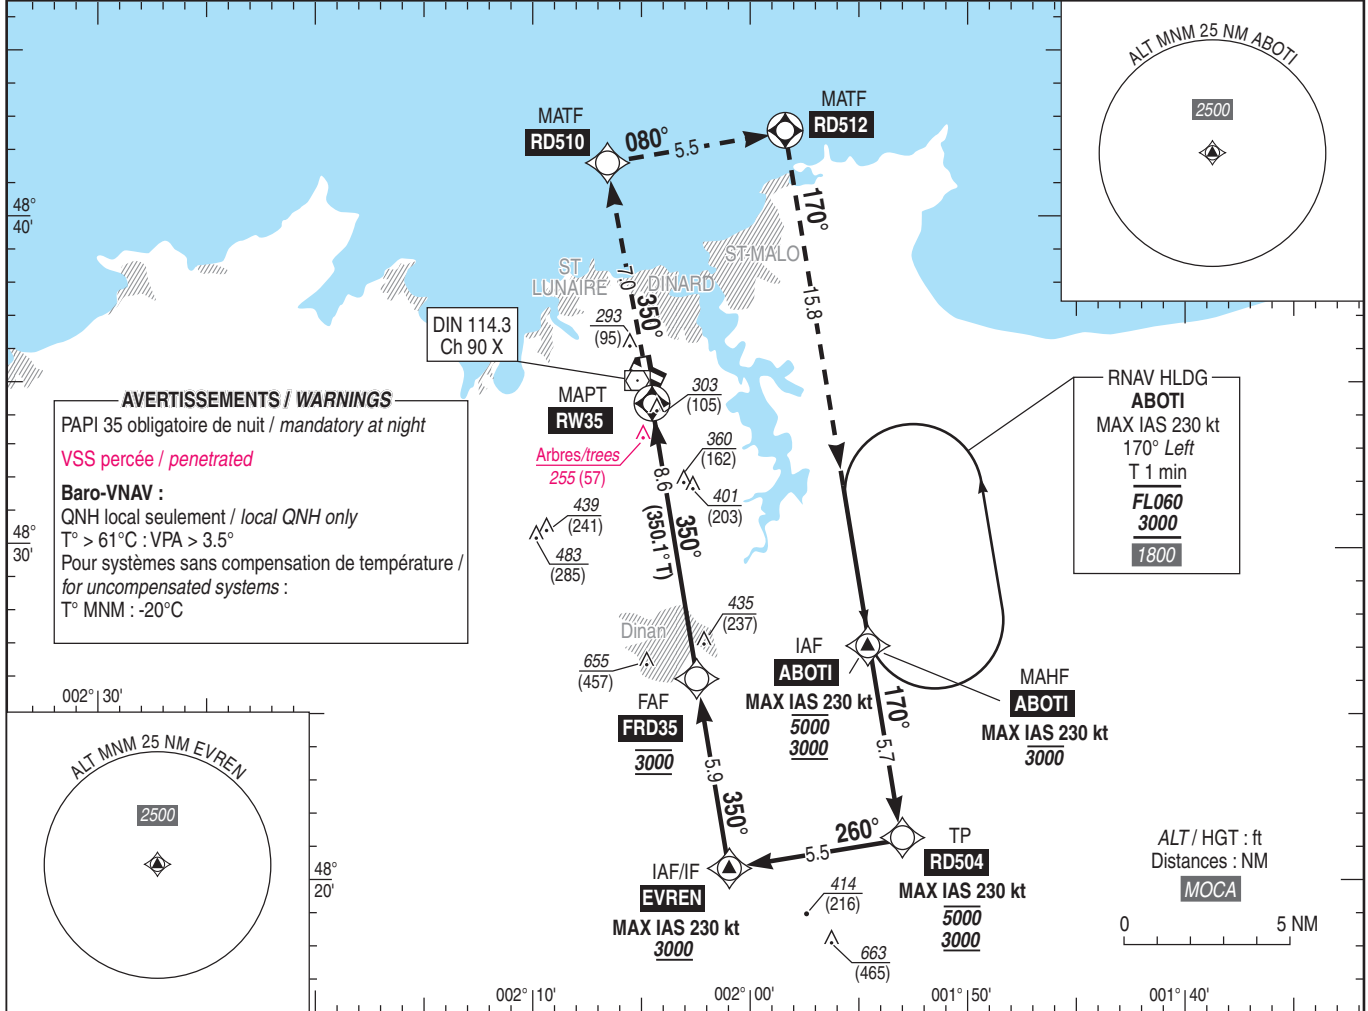 ALT MNM 25 NM ABOTI
2500
MATF
RD512
MATF
RD510
080°
5.5
170°
48°
40'
ST-MALO
ST
LUNAIRE
DINARD
7.0
350°
15.8
293
(95)
DIN 114.3
Ch 90 X
RNAV HLDG
ABOTI
MAX IAS 230 kt
170° Left
T 1 min
FL060
3000
1800
MAPT
RW35
303
(105)
AVERTISSEMENTS / WARNINGS
PAPI 35 obligatoire de nuit / mandatory at night
VSS percée / penetrated
Baro-VNAV :
QNH local seulement / local QNH only
T° > 61°C : VPA > 3.5°
Pour systèmes sans compensation de température /
for uncompensated systems :
T° MNM : -20°C
Arbres/trees
255 (57)
360
(162)
8.6
401
(203)
439
(241)
483
(285)
350°
(350.1° T)
48°
30'
435
(237)
Dinan
655
(457)
IAF
ABOTI
MAX IAS 230 kt
5000
3000
MAHF
ABOTI
MAX IAS 230 kt
3000
FAF
FRD35
3000
170°
5.7
002° 30'
ALT MNM 25 NM EVREN
2500
5.9
350°
260°
5.5
TP
RD504
MAX IAS 230 kt
5000
3000
IAF/IF
EVREN
MAX IAS 230 kt
3000
48°
20'
414
(216)
663
(465)
ALT / HGT : ft
Distances : NM
MOCA
0
5 NM
002° 10'
002° 00'
001° 50'
001° 40'